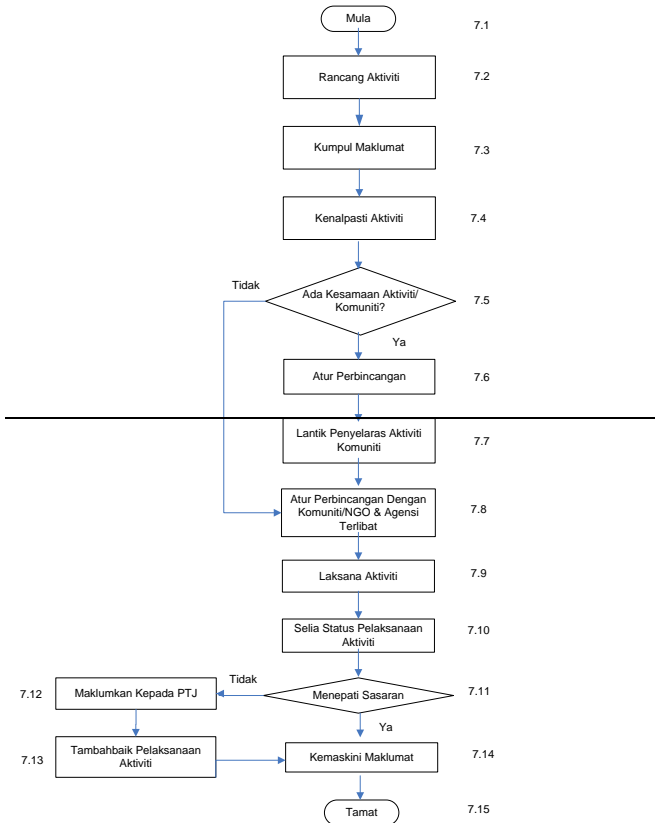 Mula
7.1
Rancang Aktiviti
7.2
Kumpul Maklumat
7.3
Kenalpasti Aktiviti
7.4
Tidak
Ada Kesamaan Aktiviti/
Komuniti?
7.5
Ya
Atur Perbincangan
7.6
Lantik Penyelaras Aktiviti
Komuniti
7.7
Atur Perbincangan Dengan
Komuniti/NGO & Agensi
Terlibat
7.8
Laksana Aktiviti
7.9
Selia Status Pelaksanaan
Aktiviti
7.10
Tidak
7.12
Maklumkan Kepada PTJ
Menepati Sasaran
7.11
Ya
7.13
Tambahbaik Pelaksanaan
Aktiviti
Kemaskini Maklumat
7.14
Tamat
7.15